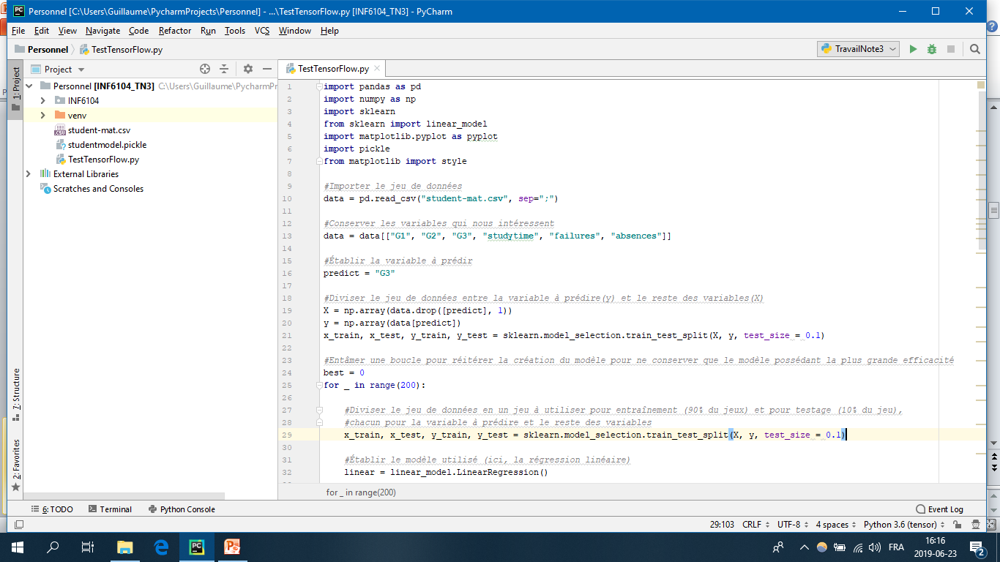 Personnel [C:\Users\Guillaume\PycharmProjects\Personnel] - ...\TestTensorFlow.py [INF6104_TN3] - PyCharm
File Edit View Navigate Code Refactor Run Tools VCS Window Help
Personnel TestTensorFlow.py TravailNote3
1: Project
Project
TestTensorFlow.py
Personnel [INF6104_TN3] C:\Users\Guillaume\PycharmPr
INF6104
venv
student-mat.csv
studentmodel.pickle
TestTensorFlow.py
External Libraries
Scratches and Consoles
7: Structure
2: Favorites
1 import pandas as pd
2 import numpy as np
3 import sklearn
4 from sklearn import linear_model
5 import matplotlib.pyplot as pyplot
6 import pickle
7 from matplotlib import style
8
9 #Importer le jeu de données
10 data = pd.read_csv("student-mat.csv", sep=";")
11
12 #Conserver les variables qui nous intéressent
13 data = data[["G1", "G2", "G3", "studytime", "failures", "absences"]]
14
15 #Établir la variable à prédir
16 predict = "G3"
17
18 #Diviser le jeu de données entre la variable à prédire(y) et le reste des variables(X)
19 X = np.array(data.drop([predict], 1))
20 y = np.array(data[predict])
21 x_train, x_test, y_train, y_test = sklearn.model_selection.train_test_split(X, y, test_size = 0.1)
22
23 #Entâmer une boucle pour réitérer la création du modèle pour ne conserver que le modèle possédant la plus grande efficacité
24 best = 0
25 for _ in range(200):
26
27 #Diviser le jeu de données en un jeu à utiliser pour entraînement (90% du jeux) et pour testage (10% du jeu),
28 #chacun pour la variable à prédire et le reste des variables
29 x_train, x_test, y_train, y_test = sklearn.model_selection.train_test_split(X, y, test_size = 0.1)
30
31 #Établir le modèle utilisé (ici, la régression linéaire)
32 linear = linear_model.LinearRegression()
for _ in range(200)
6: TODO Terminal Python Console Event Log
29:103 CRLF UTF-8 4 spaces Python 3.6 (tensor)
FRA 16:16
2019-06-23
2